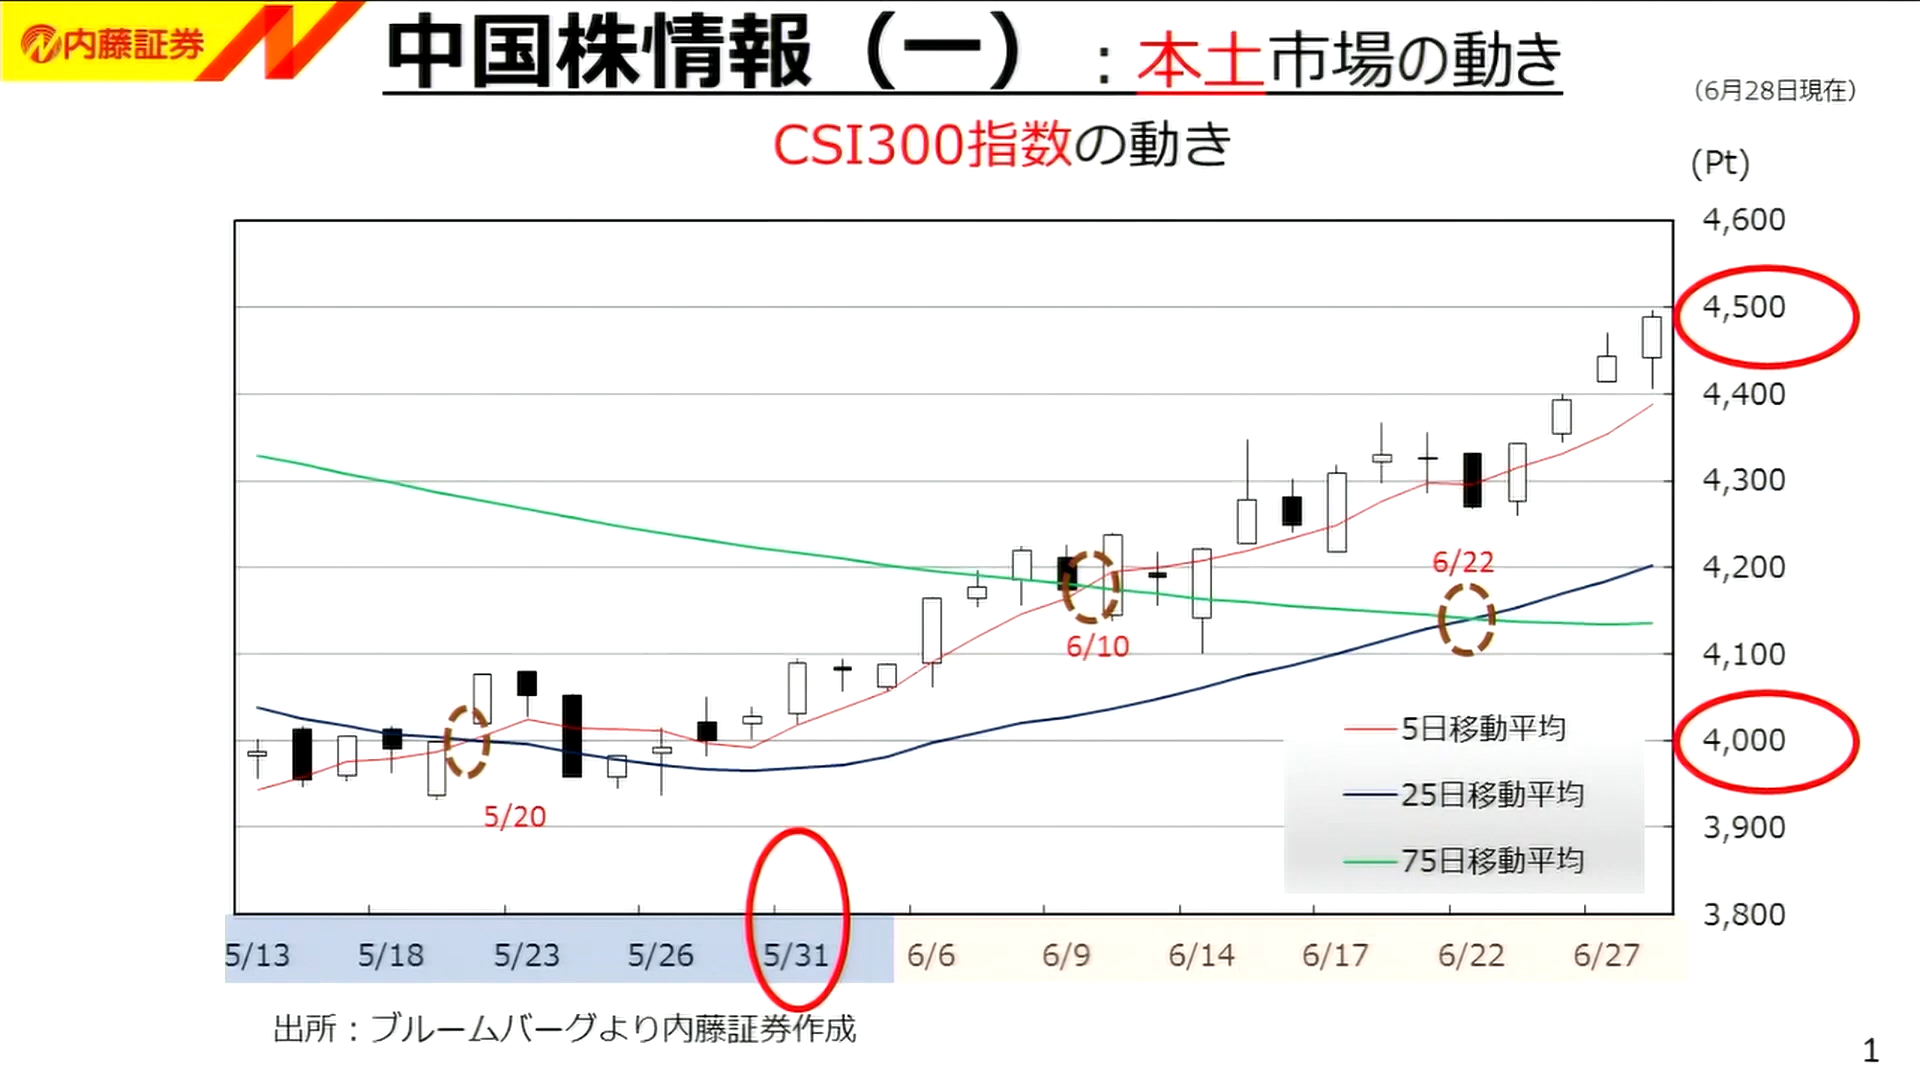 内藤証券
中国株情報（一）：本土市場の動き
（6月28日現在）
CSI300指数の動き
(Pt)
4,600
4,500
4,400
4,300
4,200
4,100
4,000
3,900
3,800
6/22
6/10
5/20
5日移動平均
25日移動平均
75日移動平均
5/13 5/18 5/23 5/26 5/31 6/6 6/9 6/14 6/17 6/22 6/27
出所：ブルームバーグより内藤証券作成
1